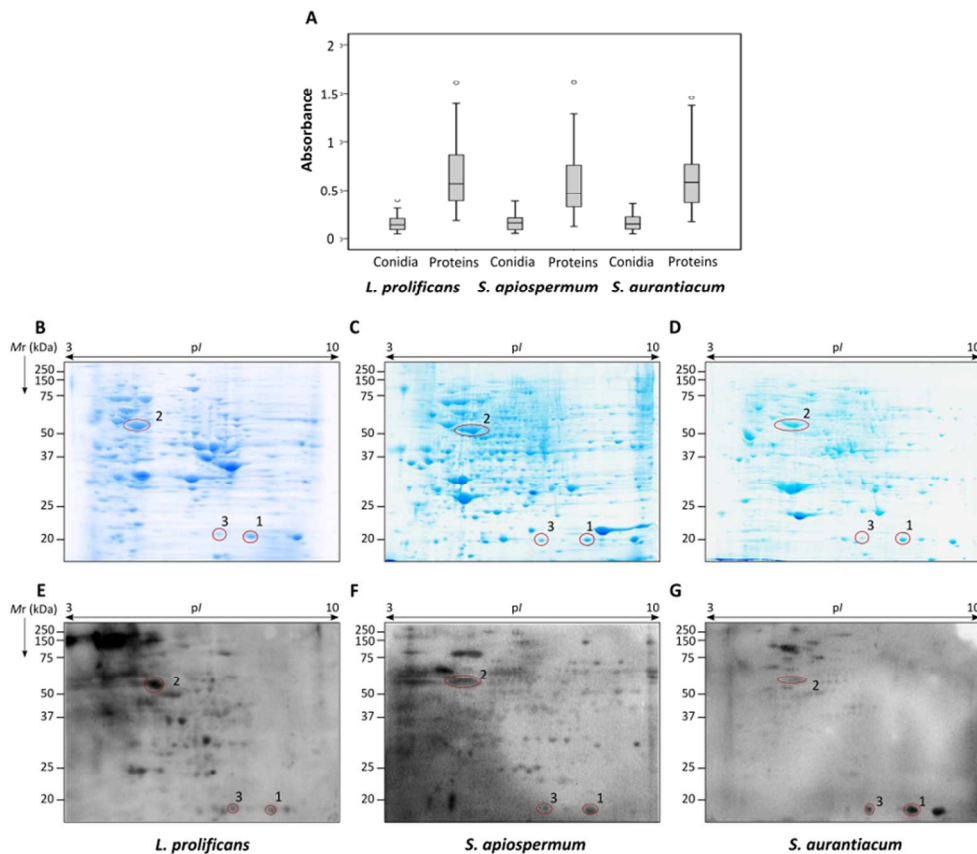 A
2
1.5
1
0.5
0
Absorbance
Conidia Proteins Conidia Proteins Conidia Proteins
L. prolificans S. apiospermum S. aurantiacum
B C D
Mr (kDa) 3 pI 10 3 pI 10 3 pI 10
250 250 250
150 150 150
75 75 75
2 2 2
50 50 50
37 37 37
25 25 25
3 1 3 1 3 1
20 20 20
E F G
Mr (kDa) 3 pI 10 3 pI 10 3 pI 10
250 250 250
150 150 150
75 75 75
2 2 2
50 50 50
37 37 37
25 25 25
3 1 3 1 3 1
20 20 20
L. prolificans S. apiospermum S. aurantiacum